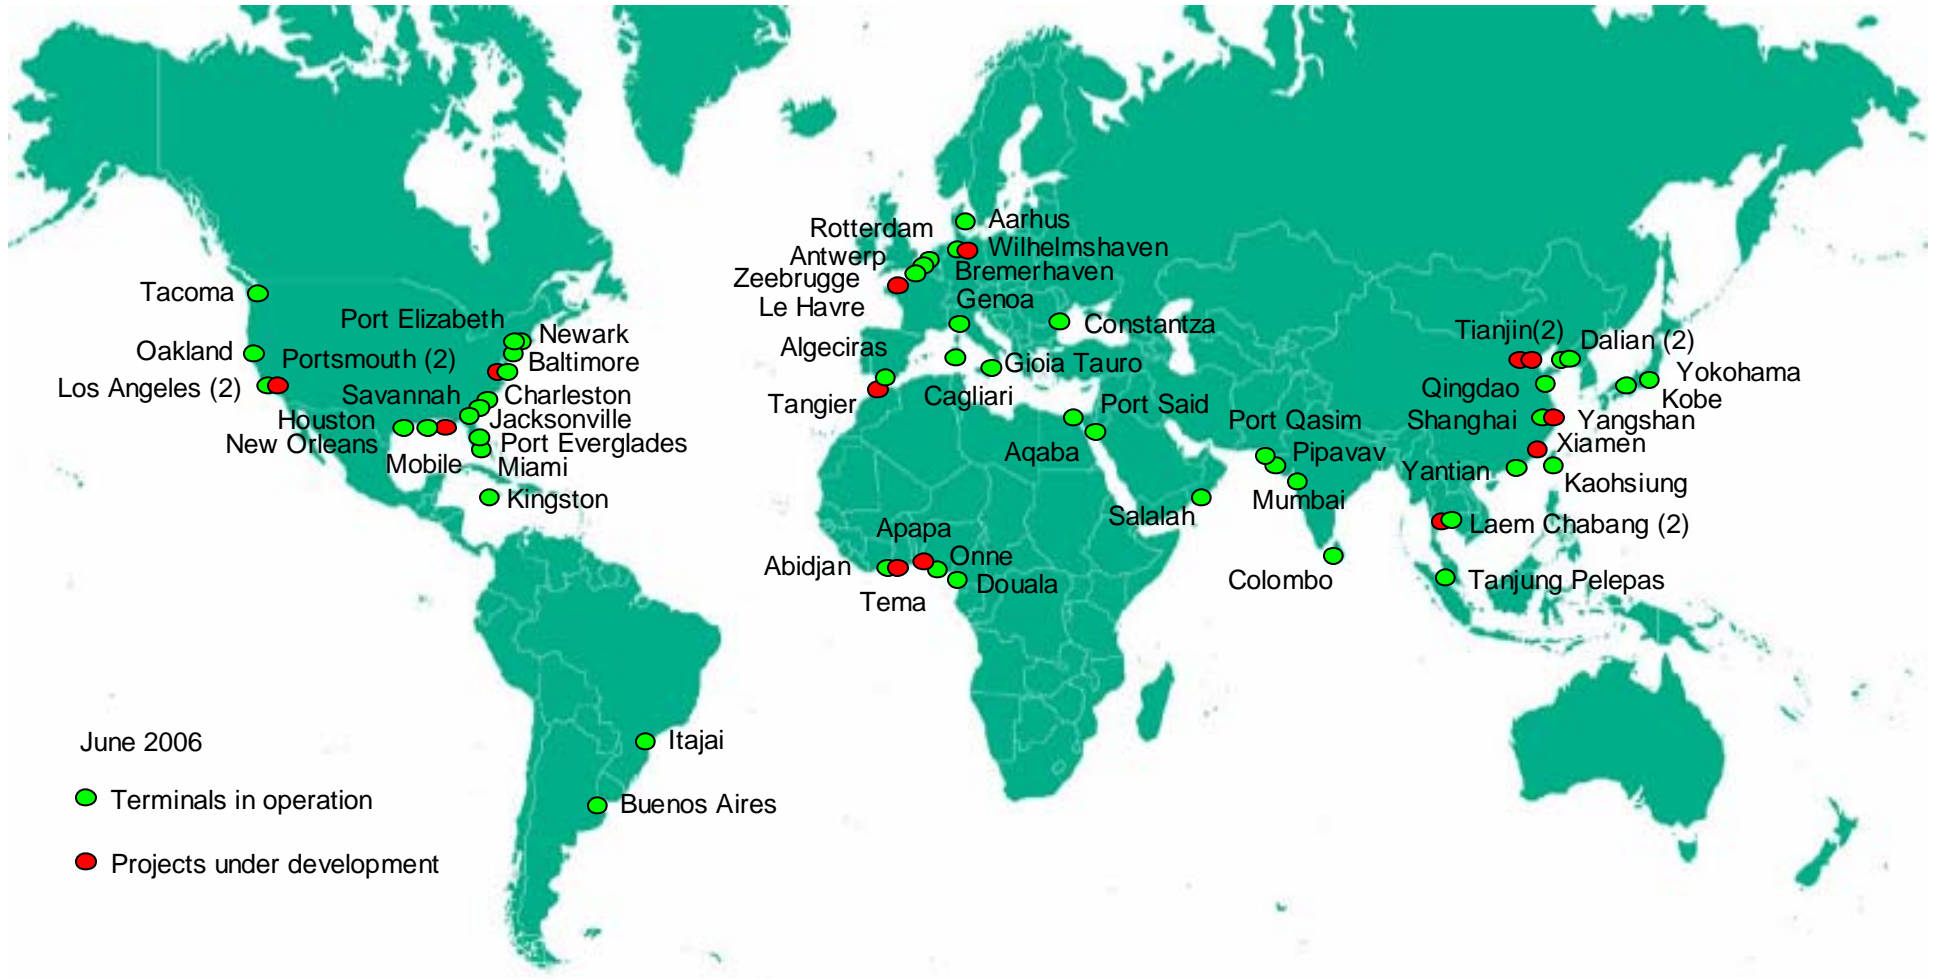 Aarhus
Rotterdam
Wilhelmshaven
Antwerp
Bremerhaven
Zeebrugge
Genoa
Le Havre
Constantza
Algeciras
Gioia Tauro
Tangier
Cagliari
Port Said
Aqaba
Salalah
Tacoma
Port Elizabeth
Newark
Oakland
Portsmouth (2)
Baltimore
Los Angeles (2)
Savannah
Charleston
Houston
Jacksonville
New Orleans
Port Everglades
Mobile
Miami
Kingston
Apapa
Onne
Abidjan
Douala
Tema
Port Qasim
Pipavav
Mumbai
Colombo
Tianjin(2)
Dalian (2)
Qingdao
Yokohama
Kobe
Shanghai
Yangshan
Xiamen
Yantian
Kaohsiung
Laem Chabang (2)
Tanjung Pelepas
Itajai
Buenos Aires
June 2006
Terminals in operation
Projects under development